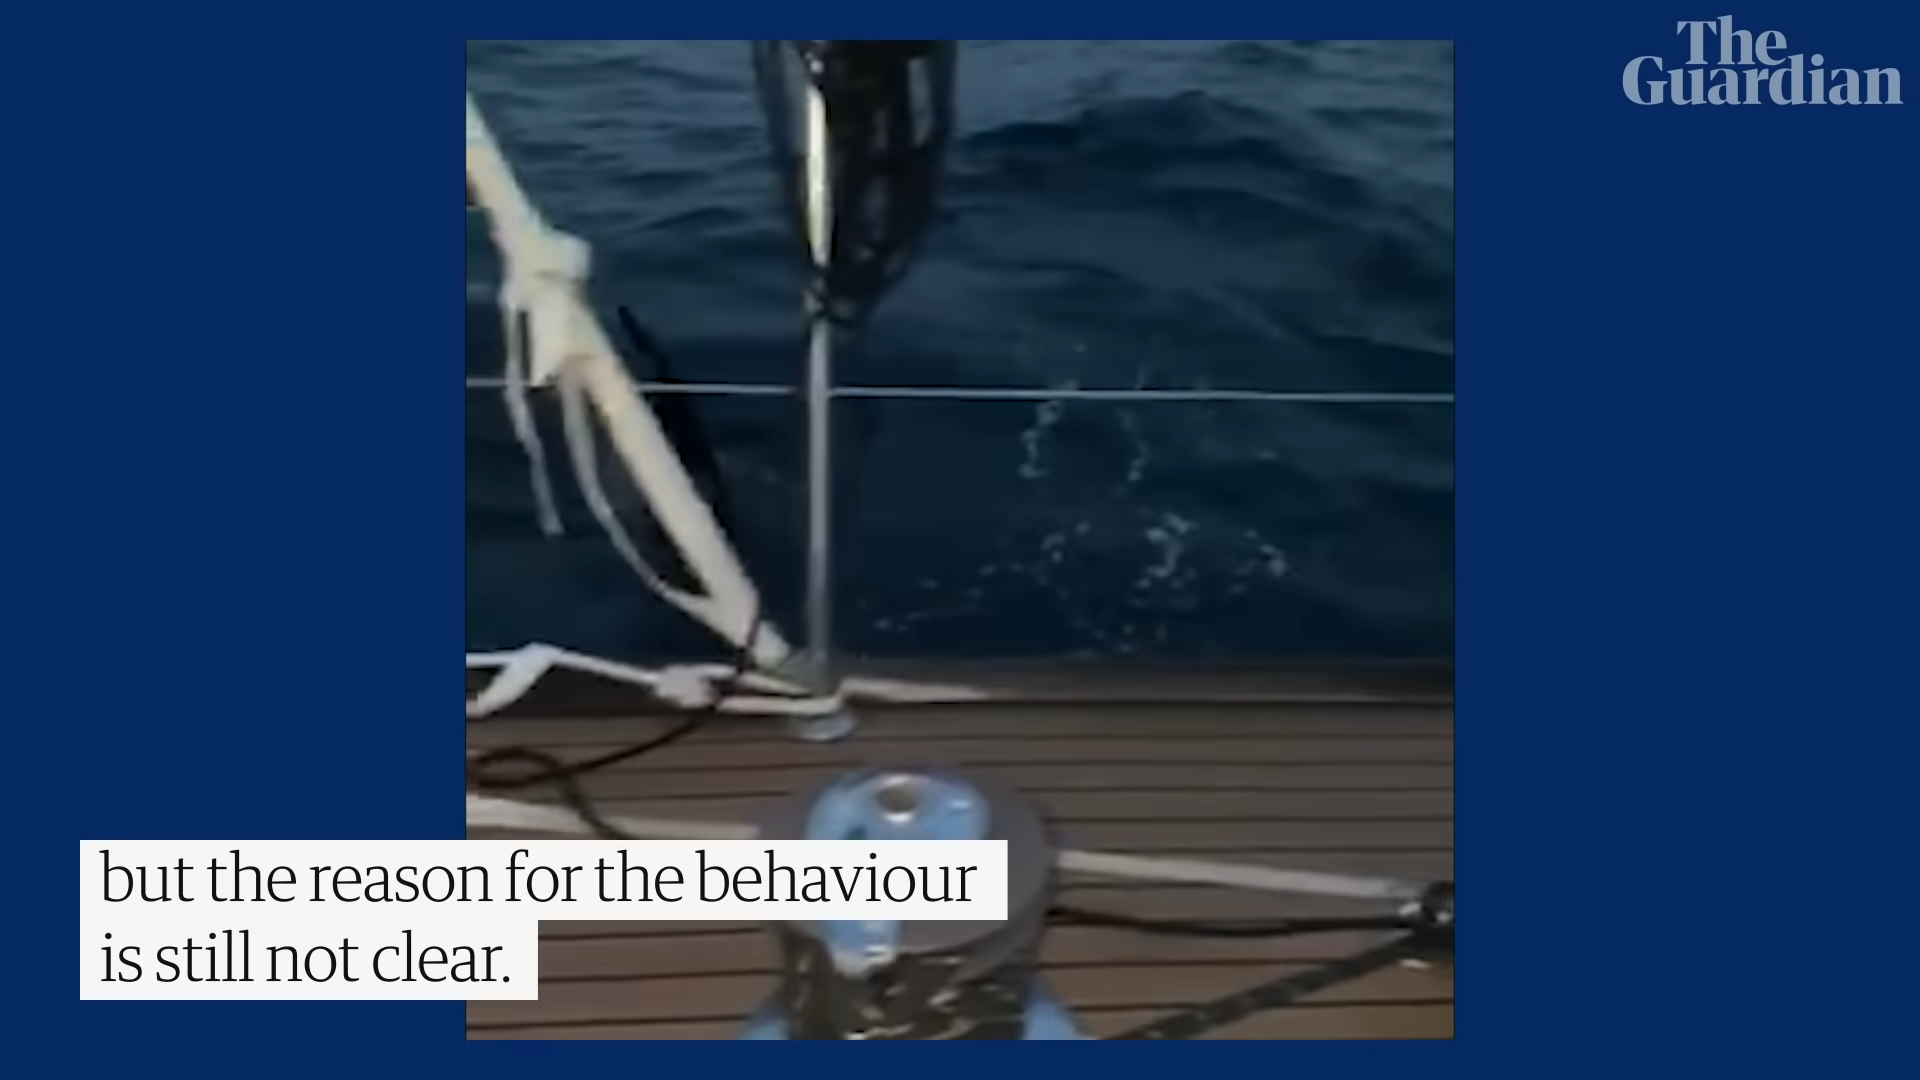 The
Guardian
but the reason for the behaviour
is still not clear.